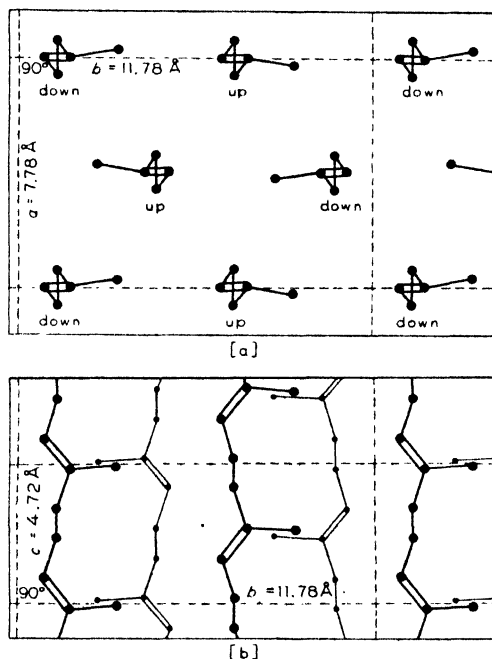 90° b = 11.78 Å
down up down
a = 7.78 Å
up down
down up down
[a]
c = 4.72 Å
90° b = 11.78 Å
[b]